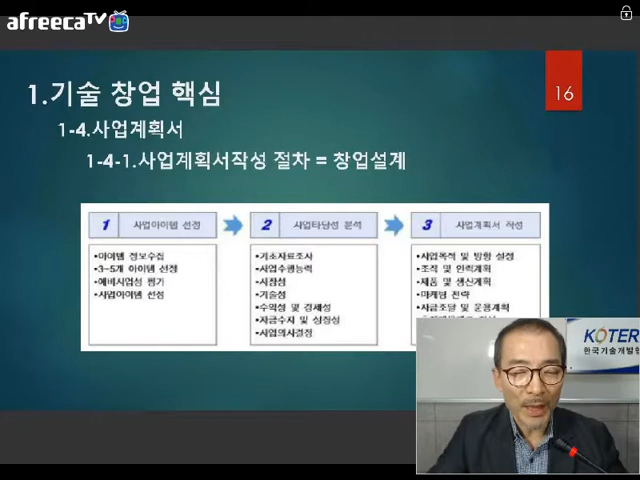 afreecaTV
16
1.기술 창업 핵심
1-4.사업계획서
1-4-1.사업계획서작성 절차 = 창업설계
1 사업아이템 선정
2 사업타당성 분석
3 사업계획서 작성
▪아이템 정보수집
▪3~5개 아이템 선정
▪예비사업성 평가
▪사업아이템 선정
▪기초자료조사
▪사업수행능력
▪시장성
▪기술성
▪수익성 및 경제성
▪자금수지 및 성장성
▪사업의사결정
▪사업목적 및 방향 설정
▪조직 및 인력계획
▪제품 및 생산계획
▪마케팅 전략
▪자금조달 및 운용계획
KOTER
한국기술개발